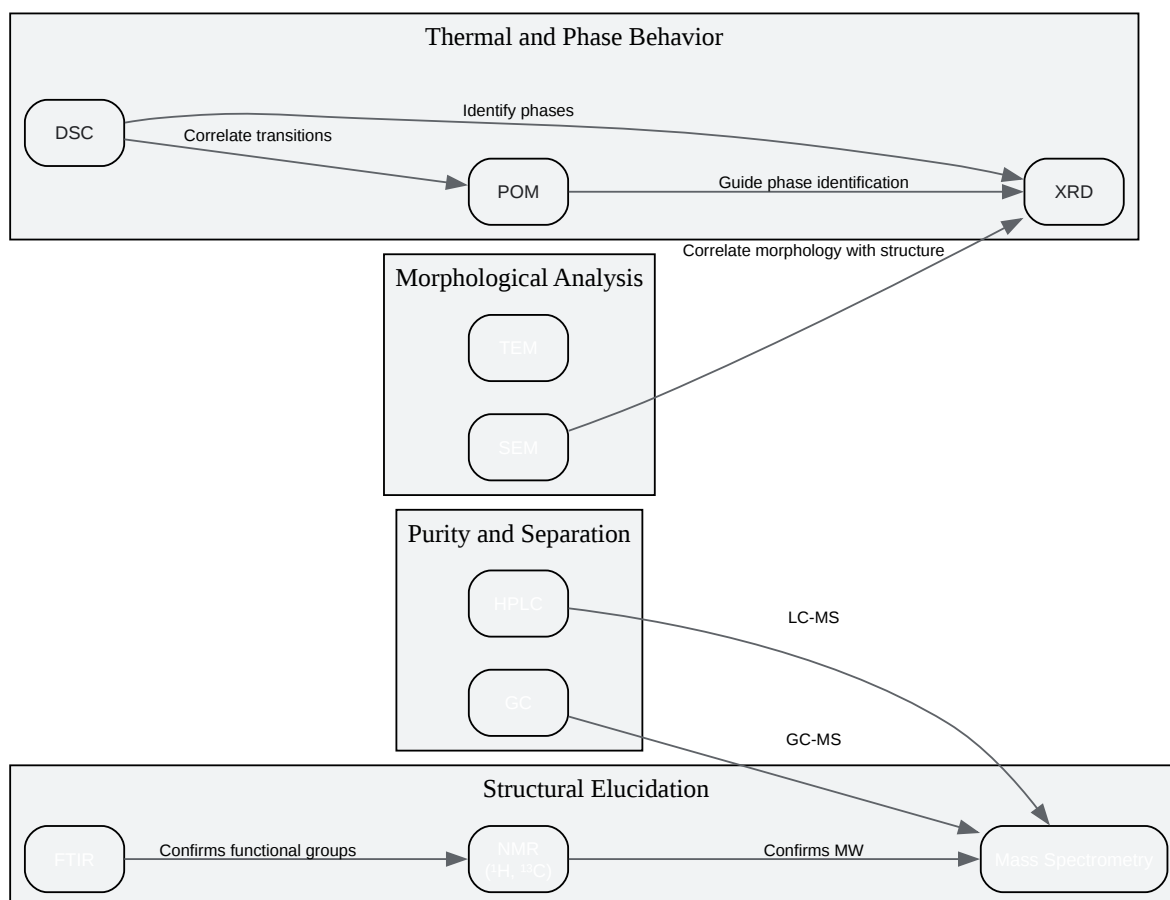 Thermal and Phase Behavior
DSC
Identify phases
Correlate transitions
POM
Guide phase identification
XRD
Correlate morphology with structure
Morphological Analysis
TEM
SEM
Purity and Separation
HPLC
LC-MS
GC
GC-MS
Structural Elucidation
FTIR
Confirms functional groups
NMR
(¹H, ¹³C)
Confirms MW
Mass Spectrometry